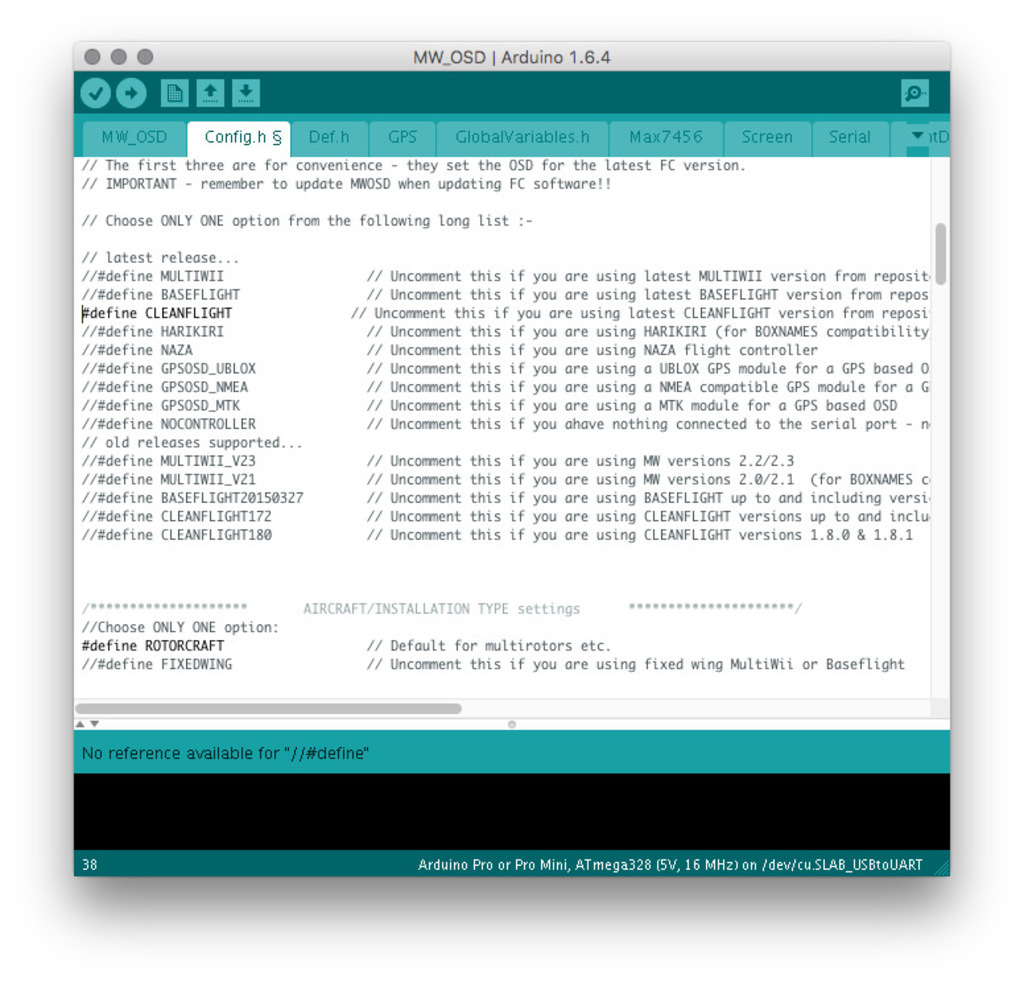 MW_OSD | Arduino 1.6.4
MW_OSD Config.h § Def.h GPS GlobalVariables.h Max7456 Screen Serial
// The first three are for convenience - they set the OSD for the latest FC version.
// IMPORTANT - remember to update MWOSD when updating FC software!!
// Choose ONLY ONE option from the following long list :-
// latest release...
//#define MULTIWII // Uncomment this if you are using latest MULTIWII version from reposit
//#define BASEFLIGHT // Uncomment this if you are using latest BASEFLIGHT version from repos
#define CLEANFLIGHT // Uncomment this if you are using latest CLEANFLIGHT version from reposi
//#define HARIKIRI // Uncomment this if you are using HARIKIRI (for BOXNAMES compatibility
//#define NAZA // Uncomment this if you are using NAZA flight controller
//#define GPSOSD_UBLOX // Uncomment this if you are using a UBLOX GPS module for a GPS based O
//#define GPSOSD_NMEA // Uncomment this if you are using a NMEA compatible GPS module for a G
//#define GPSOSD_MTK // Uncomment this if you are using a MTK module for a GPS based OSD
//#define NOCONTROLLER // Uncomment this if you ahave nothing connected to the serial port - n
// old releases supported...
//#define MULTIWII_V23 // Uncomment this if you are using MW versions 2.2/2.3
//#define MULTIWII_V21 // Uncomment this if you are using MW versions 2.0/2.1 (for BOXNAMES c
//#define BASEFLIGHT20150327 // Uncomment this if you are using BASEFLIGHT up to and including versi
//#define CLEANFLIGHT172 // Uncomment this if you are using CLEANFLIGHT versions up to and inclu
//#define CLEANFLIGHT180 // Uncomment this if you are using CLEANFLIGHT versions 1.8.0 & 1.8.1
/******************** AIRCRAFT/INSTALLATION TYPE settings *********************/
//Choose ONLY ONE option:
#define ROTORCRAFT // Default for multirotors etc.
//#define FIXEDWING // Uncomment this if you are using fixed wing MultiWii or Baseflight
No reference available for "//#define"
38 Arduino Pro or Pro Mini, ATmega328 (5V, 16 MHz) on /dev/cu.SLAB_USBtoUART